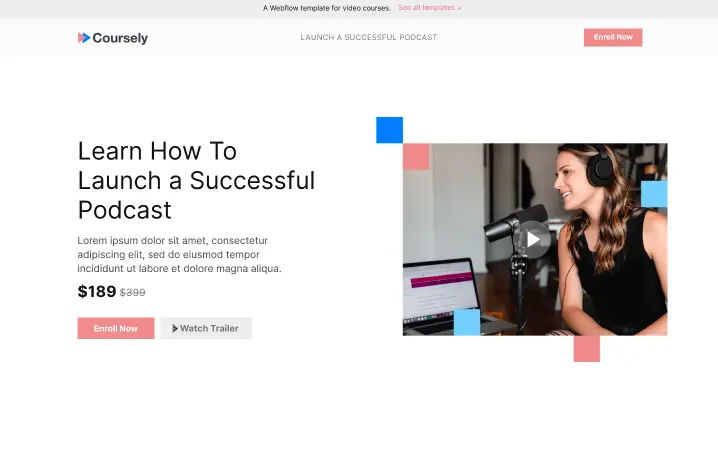 A Webflow template for video courses. See all templates >
Coursely
LAUNCH A SUCCESSFUL PODCAST
Enroll Now
Learn How To
Launch a Successful
Podcast
Lorem ipsum dolor sit amet, consectetur
adipiscing elit, sed do eiusmod tempor
incididunt ut labore et dolore magna aliqua.
$189 $399
Enroll Now
Watch Trailer